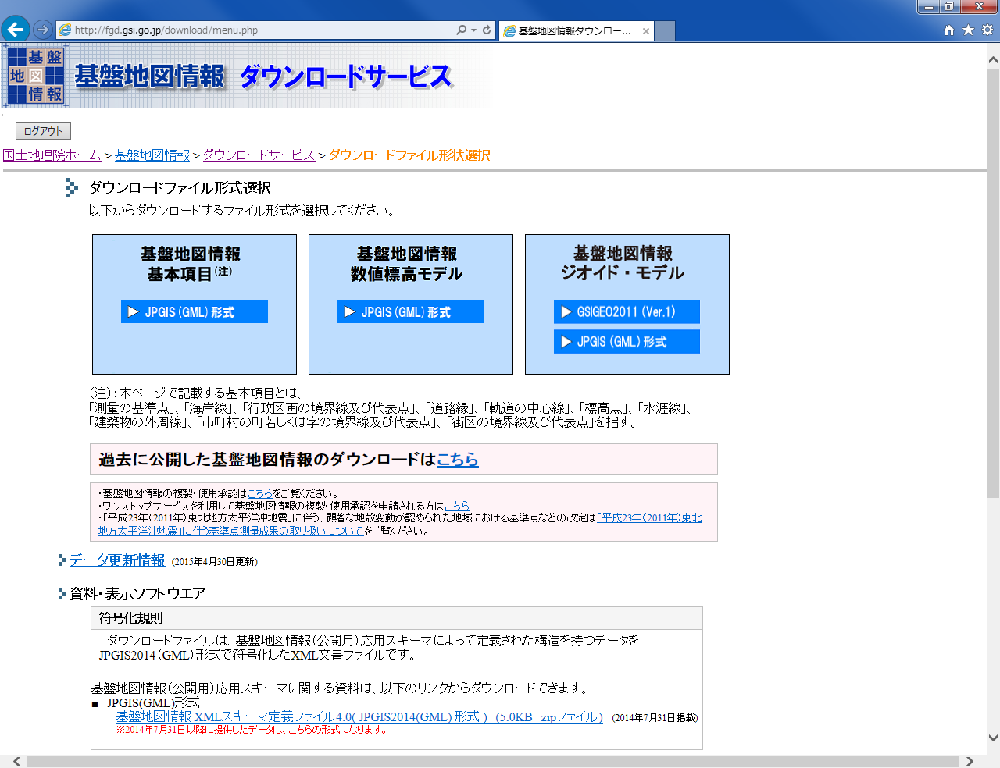 http://fgd.gsi.go.jp/download/menu.php
基盤地図情報ダウンロー...
基盤
地図
情報
基盤地図情報 ダウンロードサービス
ログアウト
国土地理院ホーム > 基盤地図情報 > ダウンロードサービス > ダウンロードファイル形状選択
ダウンロードファイル形式選択
以下からダウンロードするファイル形式を選択してください。
基盤地図情報
基本項目(注)
JPGIS(GML)形式
基盤地図情報
数値標高モデル
JPGIS(GML)形式
基盤地図情報
ジオイド・モデル
GSIGEO2011(Ver.1)
JPGIS(GML)形式
（注）：本ページで記載する基本項目とは、
「測量の基準点」、「海岸線」、「行政区画の境界線及び代表点」、「道路縁」、「軌道の中心線」、「標高点」、「水涯線」、
「建築物の外周線」、「市町村の町若しくは字の境界線及び代表点」、「街区の境界線及び代表点」を指す。
過去に公開した基盤地図情報のダウンロードはこちら
・基盤地図情報の複製・使用承認はこちらをご覧ください。
・ワンストップサービスを利用して基盤地図情報の複製・使用承認を申請される方はこちら
・「平成23年（2011年）東北地方太平洋沖地震」に伴う、顕著な地殻変動が認められた地域における基準点などの改定は「平成23年（2011年）東北
地方太平洋沖地震」に伴う基準点測量成果の取り扱いについてをご覧ください。
データ更新情報 (2015年4月30日更新)
資料・表示ソフトウエア
符号化規則
ダウンロードファイルは、基盤地図情報（公開用）応用スキーマによって定義された構造を持つデータを
JPGIS2014（GML）形式で符号化したXML文書ファイルです。
基盤地図情報（公開用）応用スキーマに関する資料は、以下のリンクからダウンロードできます。
■ JPGIS(GML)形式
基盤地図情報 XMLスキーマ定義ファイル4.0( JPGIS2014(GML) 形式 ) (5.0KB zipファイル) (2014年7月31日掲載)
※2014年7月31日以降に提供したデータは、こちらの形式になります。